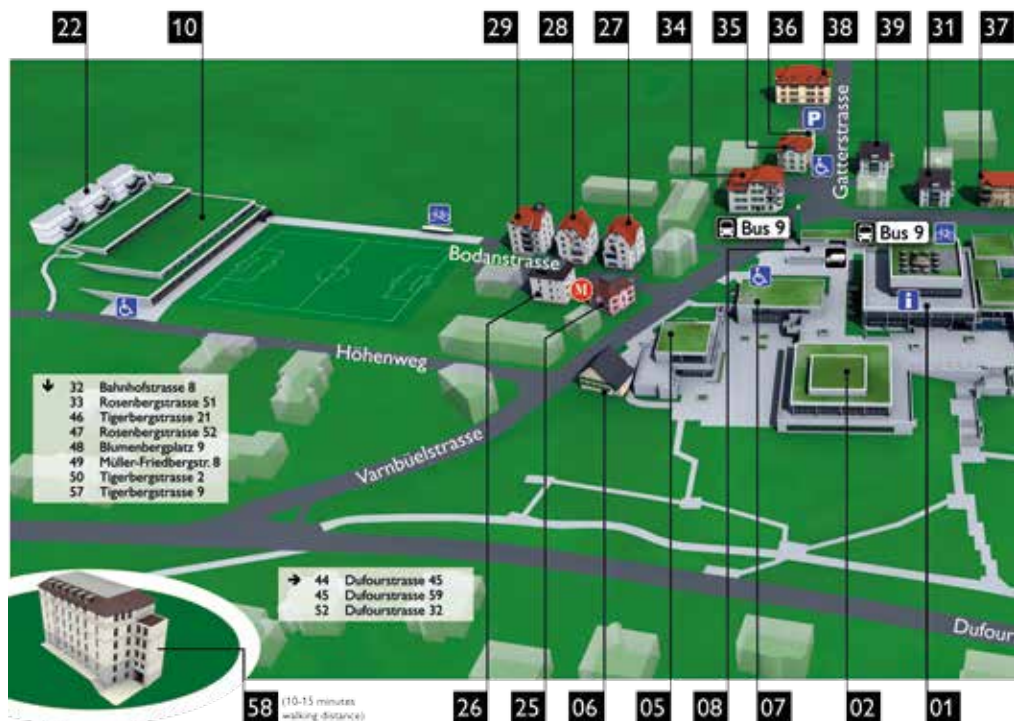 22 10 29 28 27 34 35 36 38 39 31 37
P
Gatterstrasse
Bus 9
Bus 9
Bodanstrasse
M
i
Höhenweg
Varnbüelstrasse
32 Bahnhofstrasse 8
33 Rosenbergstrasse 51
46 Tigerbergstrasse 21
47 Rosenbergstrasse 52
48 Blumenbergplatz 9
49 Müller-Friedbergstr. 8
50 Tigerbergstrasse 2
57 Tigerbergstrasse 9
44 Dufourstrasse 45
45 Dufourstrasse 59
52 Dufourstrasse 32
Dufour
58 (10-15 minutes
walking distance)
26 25 06 05 08 07 02 01